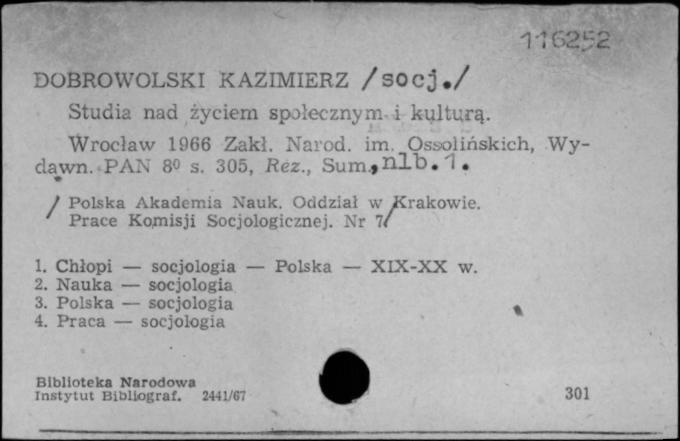 116252
DOBROWOLSKI KAZIMIERZ /socj./
Studia nad życiem społecznym i kulturą.
Wrocław 1966 Zakł. Narod. im. Ossolińskich, Wy-
dawn. PAN 8⁰ s. 305, Rez., Sum., nlb. 1.
/ Polska Akademia Nauk. Oddział w Krakowie.
Prace Komisji Socjologicznej. Nr 7/
1. Chłopi — socjologia — Polska — XIX-XX w.
2. Nauka — socjologia
3. Polska — socjologia
4. Praca — socjologia
Biblioteka Narodowa
Instytut Bibliograf. 2441/67
301